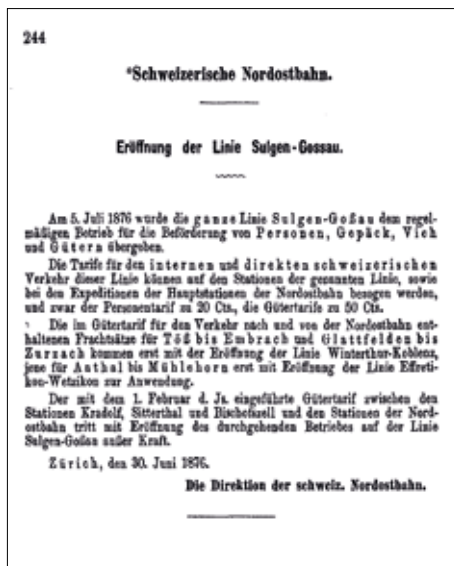 244
*Schweizerische Nordostbahn.
Eröffnung der Linie Sulgen-Gossau.
Am 5. Juli 1876 wurde die ganze Linie Sulgen-Goßau dem regel-
mäßigen Betrieb für die Beförderung von Personen, Gepäck, Vieh
und Gütern übergeben.
Die Tarife für den internen und direkten schweizerischen
Verkehr dieser Linie können auf den Stationen der genannten Linie, sowie
bei den Expeditionen der Hauptstationen der Nordostbahn bezogen werden,
und zwar der Personentarif zu 20 Cts., die Gütertarife zu 50 Cts.
Die im Gütertarif für den Verkehr nach und von der Nordostbahn ent-
haltenen Frachtsätze für Töß bis Embrach und Glattfelden bis
Zurzach kommen erst mit der Eröffnung der Linie Winterthur-Koblenz,
jene für Aathal bis Mühlehorn erst mit Eröffnung der Linie Effreti-
kon-Wetzikon zur Anwendung.
Der mit dem 1. Februar d. Js. eingeführte Gütertarif zwischen den
Stationen Kradolf, Sitterthal und Bischofszell und den Stationen der Nord-
ostbahn tritt mit Eröffnung des durchgehenden Betriebes auf der Linie
Sulgen-Goßau außer Kraft.
Zürich, den 30. Juni 1876.
Die Direktion der schweiz. Nordostbahn.